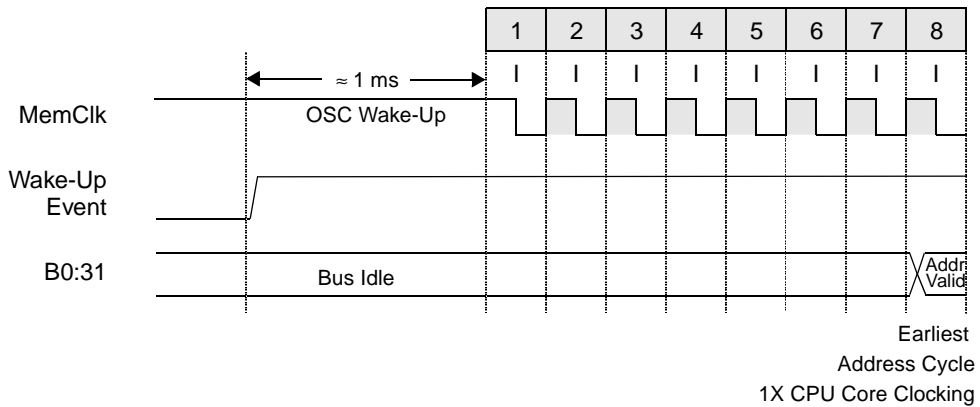 1 2 3 4 5 6 7 8
I I I I I I I I
≈ 1 ms
MemClk
OSC Wake-Up
Wake-Up
Event
B0:31
Bus Idle
Addr
Valid
Earliest
Address Cycle
1X CPU Core Clocking